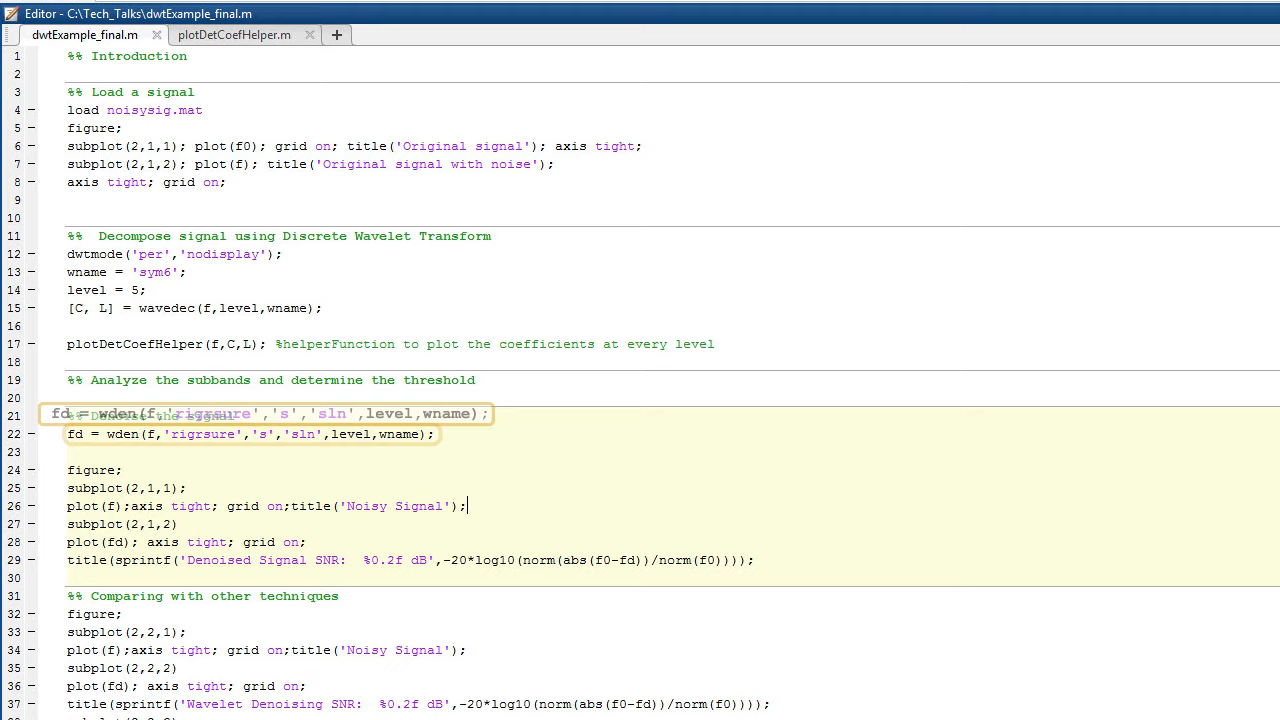 Editor - C:\Tech_Talks\dwtExample_final.m
dwtExample_final.m × plotDetCoefHelper.m × +
1 %% Introduction
2
3 %% Load a signal
4 – load noisysig.mat
5 – figure;
6 – subplot(2,1,1); plot(f0); grid on; title('Original signal'); axis tight;
7 – subplot(2,1,2); plot(f); title('Original signal with noise');
8 – axis tight; grid on;
9
10
11 %%  Decompose signal using Discrete Wavelet Transform
12 – dwtmode('per','nodisplay');
13 – wname = 'sym6';
14 – level = 5;
15 – [C, L] = wavedec(f,level,wname);
16
17 – plotDetCoefHelper(f,C,L); %helperFunction to plot the coefficients at every level
18
19 %% Analyze the subbands and determine the threshold
20
fd = wden(f,'rigrsure','s','sln',level,wname);
21 %% Denoise the signal
22 – fd = wden(f,'rigrsure','s','sln',level,wname);
23
24 – figure;
25 – subplot(2,1,1);
26 – plot(f);axis tight; grid on;title('Noisy Signal');
27 – subplot(2,1,2)
28 – plot(fd); axis tight; grid on;
29 – title(sprintf('Denoised Signal SNR:  %0.2f dB',-20*log10(norm(abs(f0-fd))/norm(f0))));
30
31 %% Comparing with other techniques
32 – figure;
33 – subplot(2,2,1);
34 – plot(f);axis tight; grid on;title('Noisy Signal');
35 – subplot(2,2,2)
36 – plot(fd); axis tight; grid on;
37 – title(sprintf('Wavelet Denoising SNR:  %0.2f dB',-20*log10(norm(abs(f0-fd))/norm(f0))));